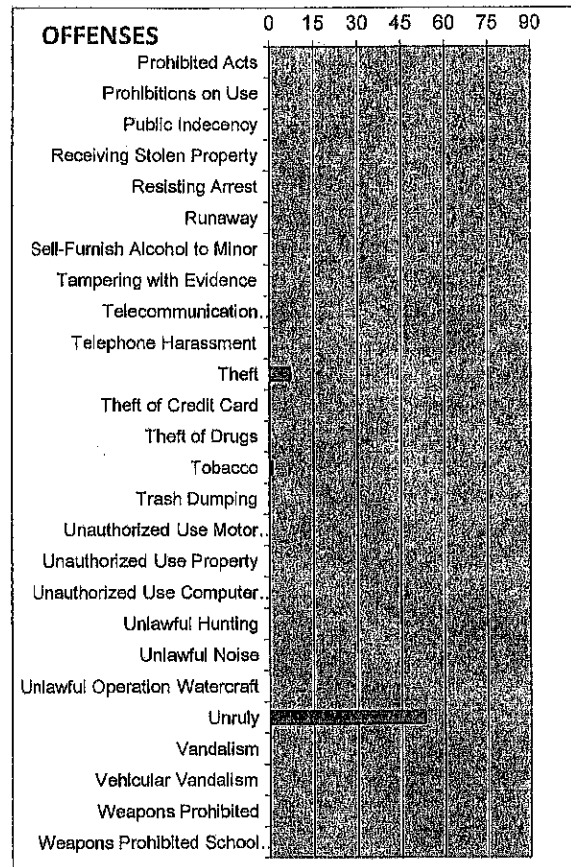 0 15 30 45 60 75 90
OFFENSES
Prohibited Acts
Prohibitions on Use
Public Indecency
Receiving Stolen Property
Resisting Arrest
Runaway
Sell-Furnish Alcohol to Minor
Tampering with Evidence
Telecommunication..
Telephone Harassment
Theft
Theft of Credit Card
Theft of Drugs
Tobacco
Trash Dumping
Unauthorized Use Motor..
Unauthorized Use Property
Unauthorized Use Computer..
Unlawful Hunting
Unlawful Noise
Unlawful Operation Watercraft
Unruly
Vandalism
Vehicular Vandalism
Weapons Prohibited
Weapons Prohibited School..